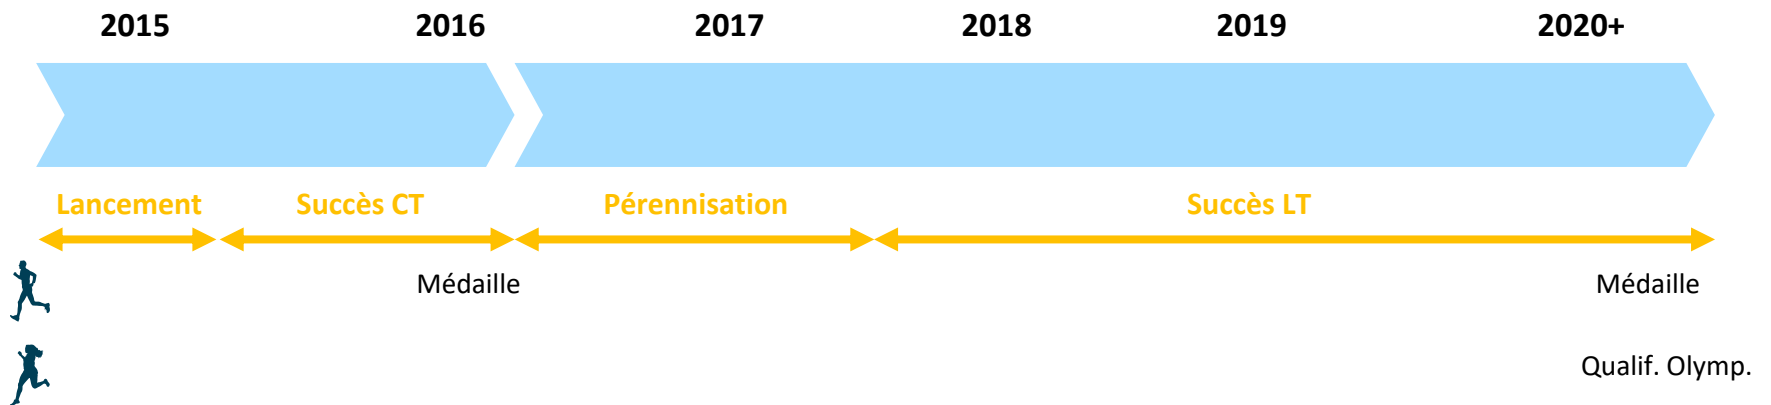 2015 2016 2017 2018 2019 2020+
Lancement Succès CT Pérennisation Succès LT
Médaille Médaille
Qualif. Olymp.